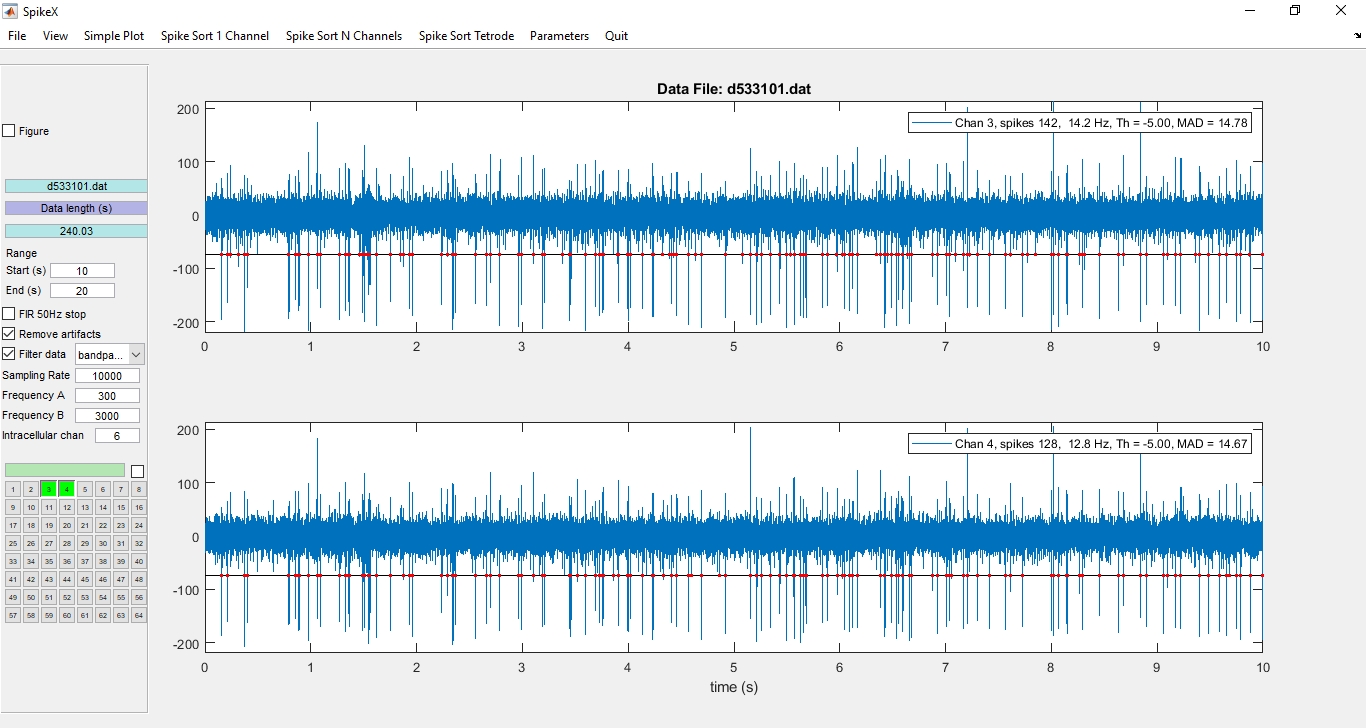 SpikeX
File View Simple Plot Spike Sort 1 Channel Spike Sort N Channels Spike Sort Tetrode Parameters Quit
Figure
d533101.dat
Data length (s)
240.03
Range
Start (s) 10
End (s) 20
FIR 50Hz stop
Remove artifacts
Filter data bandpa...
Sampling Rate 10000
Frequency A 300
Frequency B 3000
Intracellular chan 6
1 2 3 4 5 6 7 8
9 10 11 12 13 14 15 16
17 18 19 20 21 22 23 24
25 26 27 28 29 30 31 32
33 34 35 36 37 38 39 40
41 42 43 44 45 46 47 48
49 50 51 52 53 54 55 56
57 58 59 60 61 62 63 64
Data File: d533101.dat
Chan 3, spikes 142, 14.2 Hz, Th = -5.00, MAD = 14.78
200
100
0
-100
-200
0 1 2 3 4 5 6 7 8 9 10
Chan 4, spikes 128, 12.8 Hz, Th = -5.00, MAD = 14.67
200
100
0
-100
-200
0 1 2 3 4 5 6 7 8 9 10
time (s)